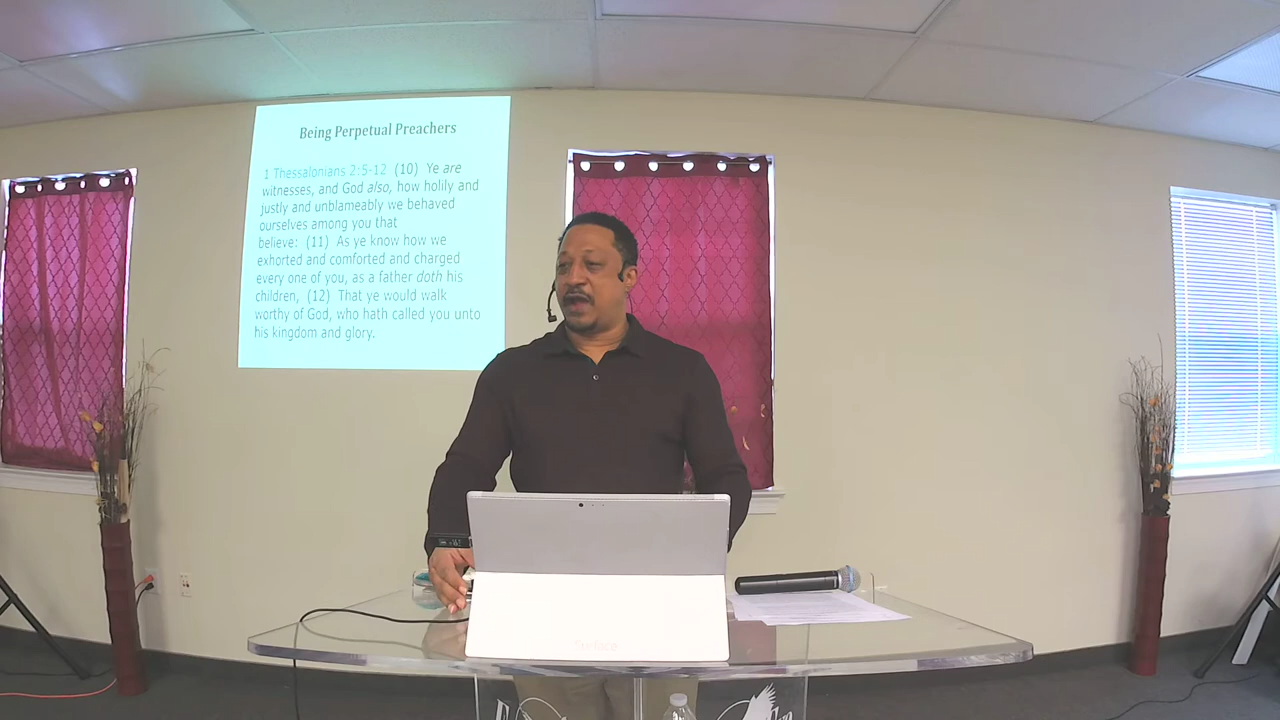 Being Perpetual Preachers
1 Thessalonians 2:5-12 (10) Ye are
witnesses, and God also, how holily and
justly and unblameably we behaved
ourselves among you that
believe: (11) As ye know how we
exhorted and comforted and charged
every one of you, as a father doth his
children, (12) That ye would walk
worthy of God, who hath called you unto
his kingdom and glory.
Surface